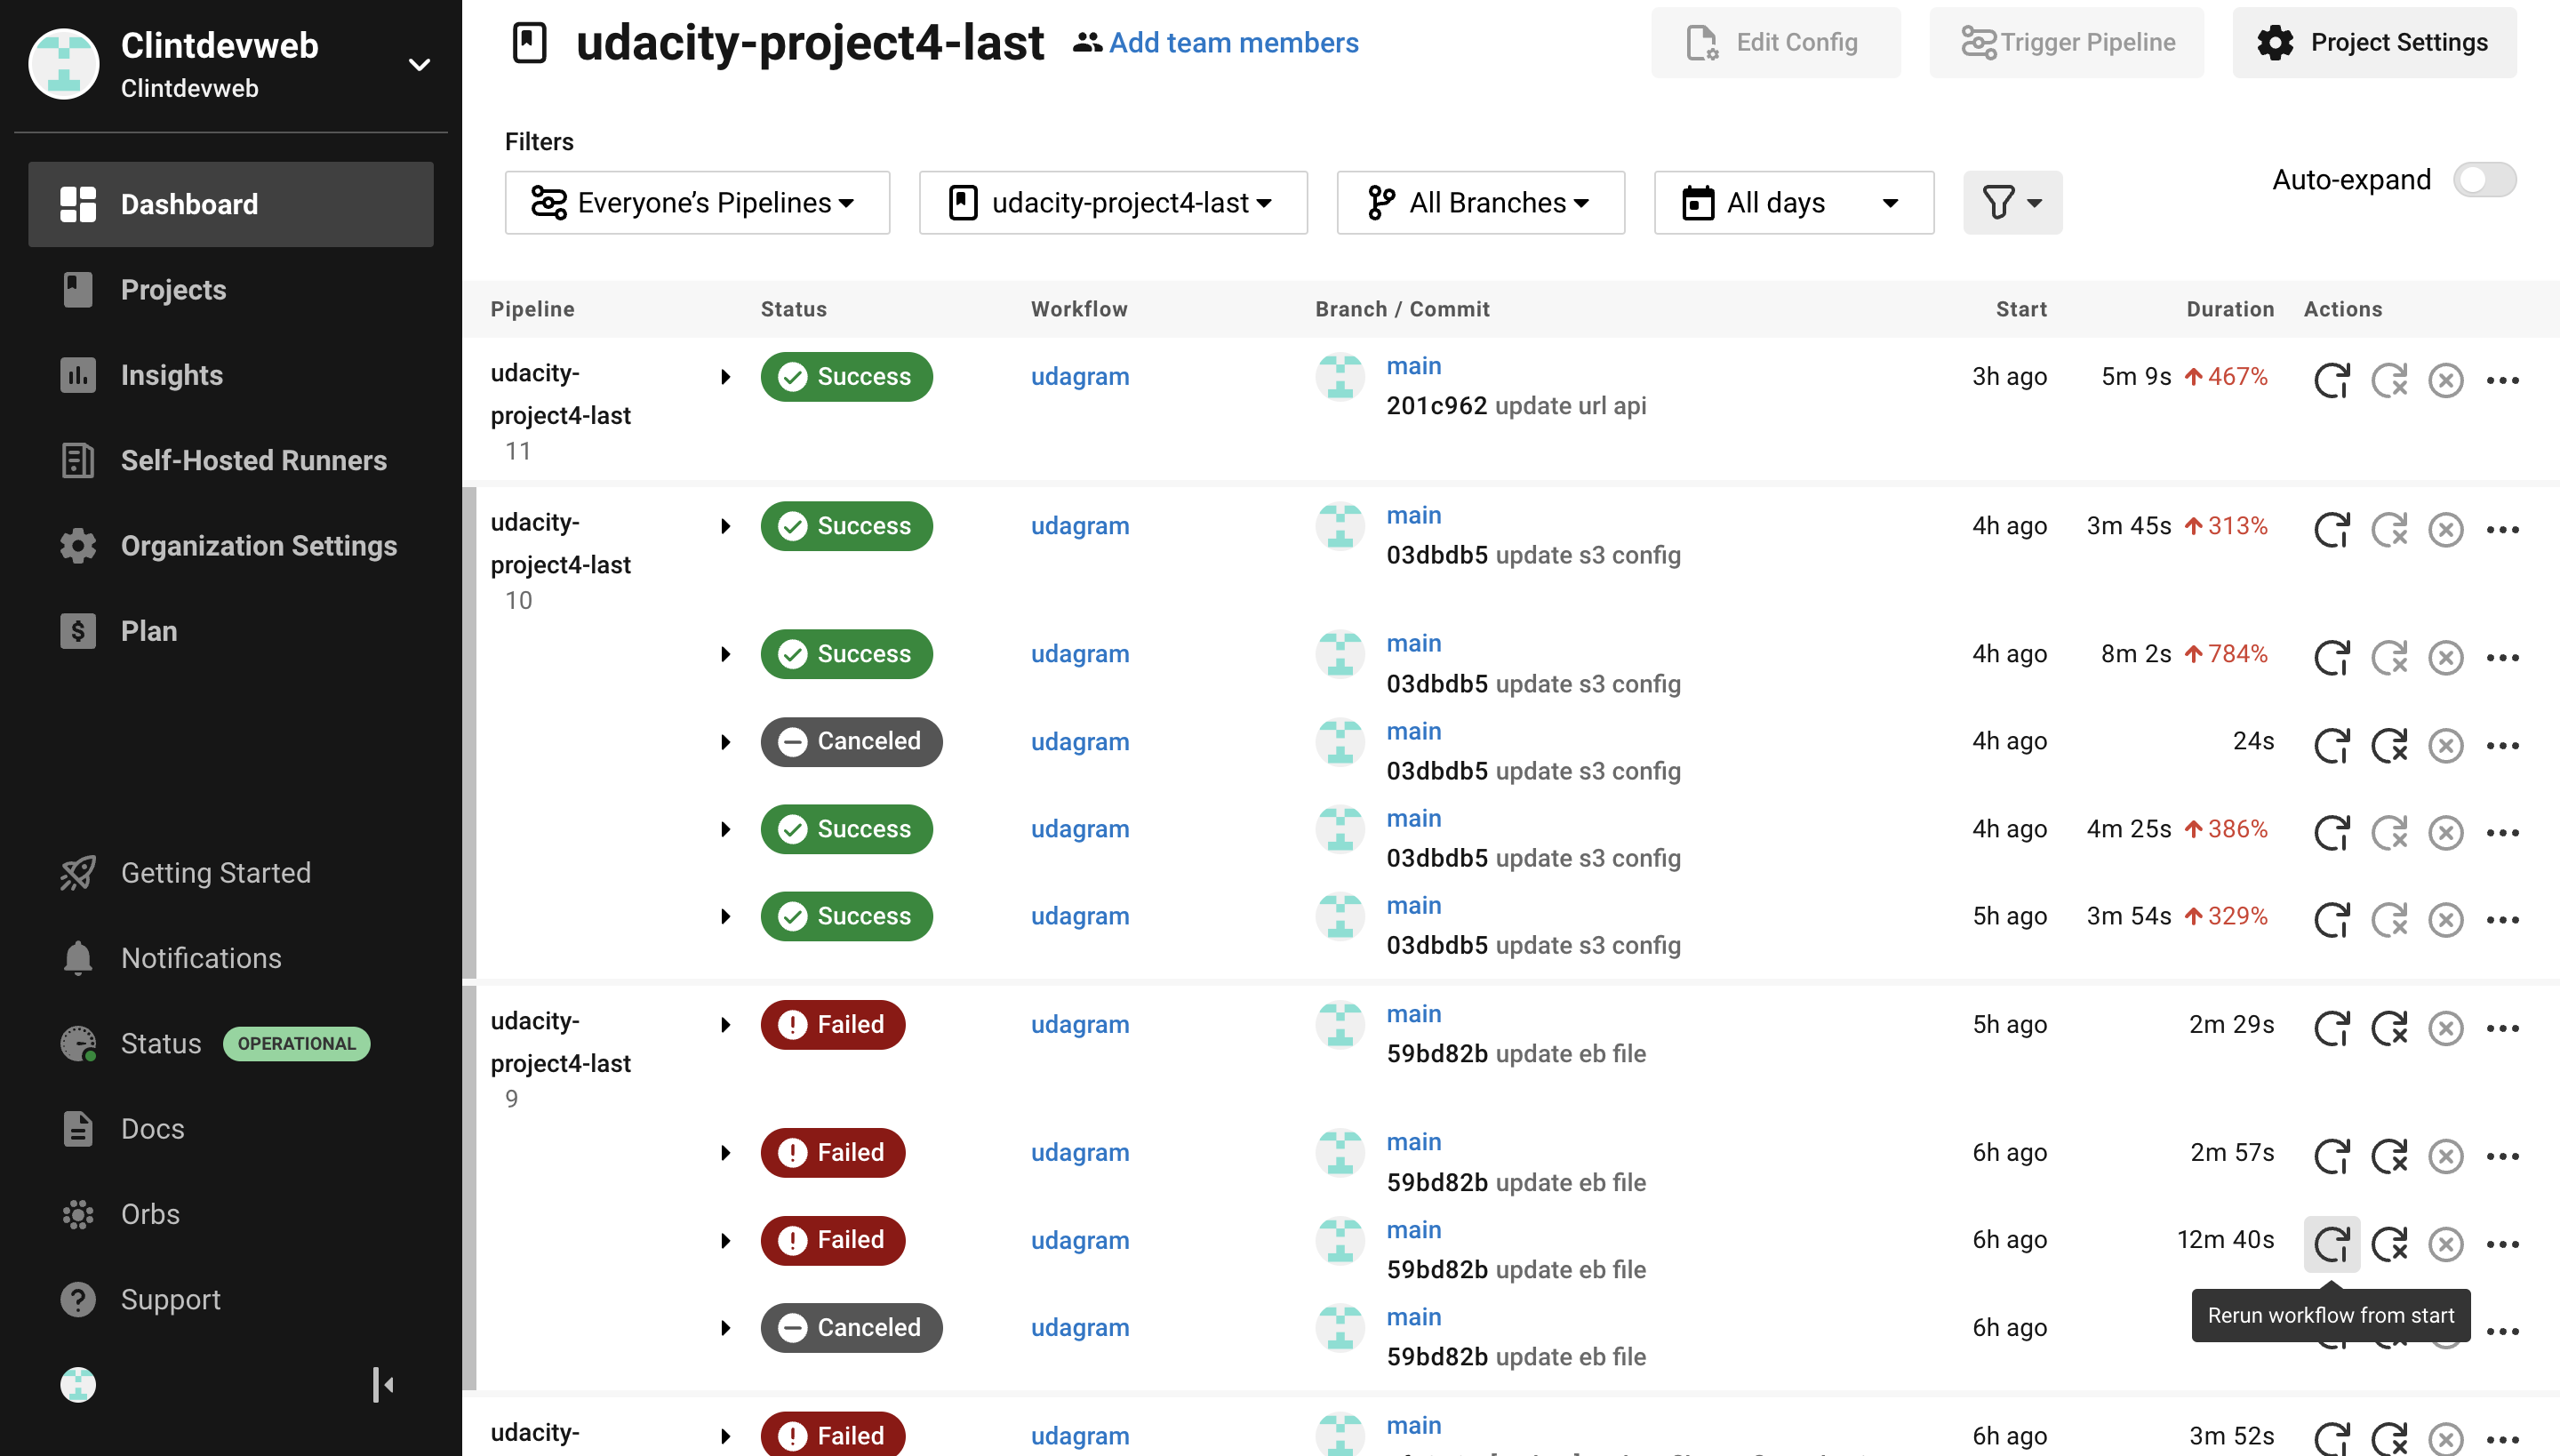 Clintdevweb
Clintdevweb
Dashboard
Projects
Insights
Self-Hosted Runners
Organization Settings
Plan
Getting Started
Notifications
Status OPERATIONAL
Docs
Orbs
Support
udacity-project4-last Add team members Edit Config Trigger Pipeline Project Settings
Filters
Everyone’s Pipelines udacity-project4-last All Branches All days Auto-expand
Pipeline Status Workflow Branch / Commit Start Duration Actions
udacity-project4-last 11 Success udagram main 3h ago 5m 9s 467%
201c962 update url api
udacity-project4-last 10 Success udagram main 4h ago 3m 45s 313%
03dbdb5 update s3 config
Success udagram main 4h ago 8m 2s 784%
03dbdb5 update s3 config
Canceled udagram main 4h ago 24s
03dbdb5 update s3 config
Success udagram main 4h ago 4m 25s 386%
03dbdb5 update s3 config
Success udagram main 5h ago 3m 54s 329%
03dbdb5 update s3 config
udacity-project4-last 9 Failed udagram main 5h ago 2m 29s
59bd82b update eb file
Failed udagram main 6h ago 2m 57s
59bd82b update eb file
Failed udagram main 6h ago 12m 40s
59bd82b update eb file
Rerun workflow from start
Canceled udagram main 6h ago
59bd82b update eb file
udacity- Failed udagram main 6h ago 3m 52s